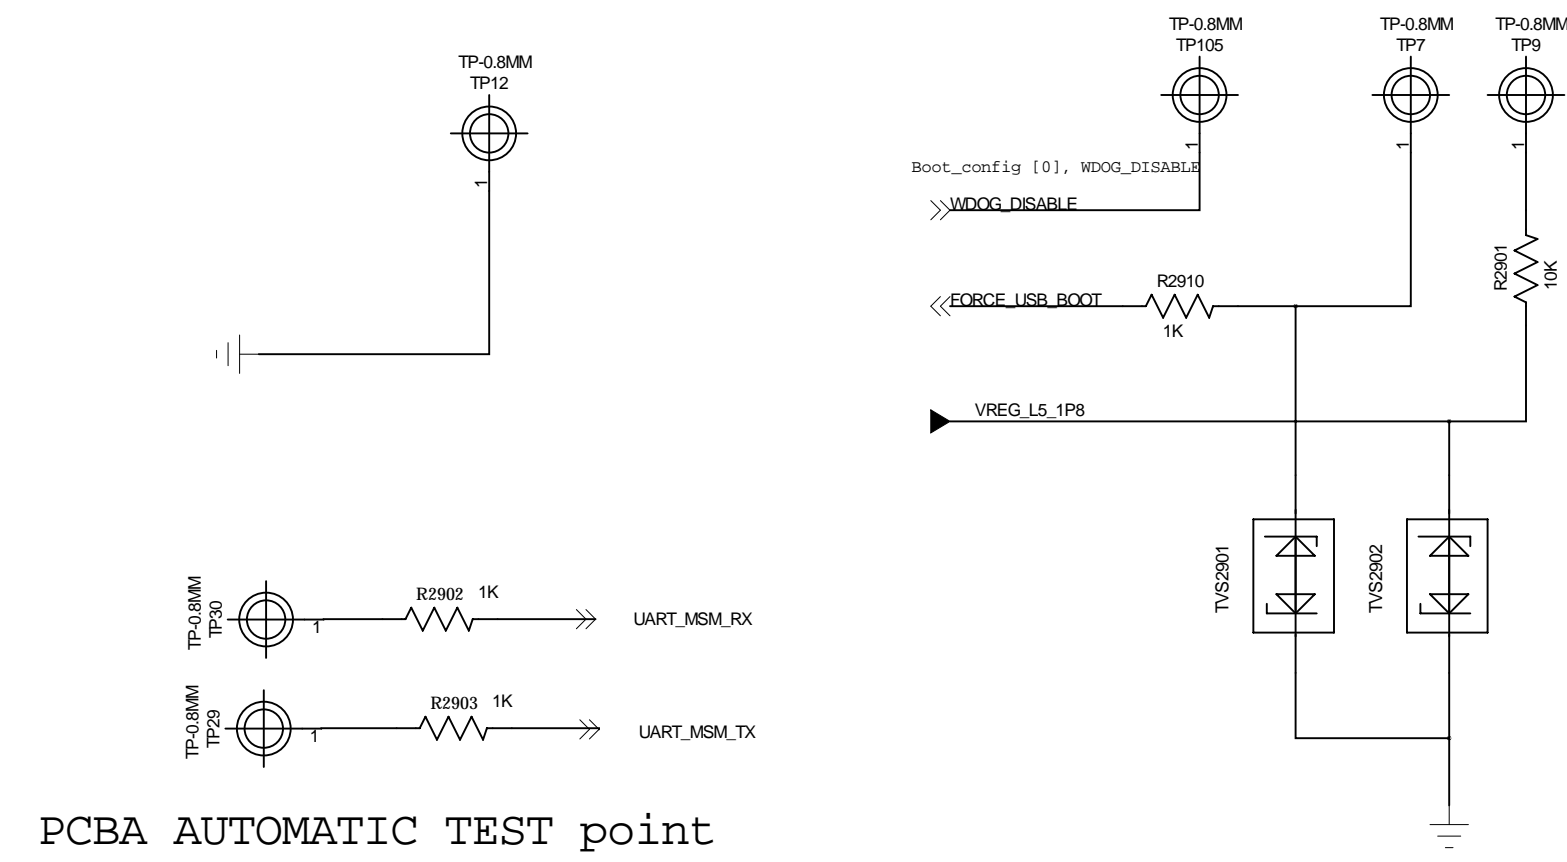 TP-0.8MM
TP12
1
TP-0.8MM
TP105
1
TP-0.8MM
TP7
1
TP-0.8MM
TP9
1
Boot_config [0], WDOG_DISABLE
WDOG_DISABLE
R2901
10K
FORCE_USB_BOOT
R2910
1K
VREG_L5_1P8
TVS2901
TVS2902
TP-0.8MM
TP30
1
R2902 1K
UART_MSM_RX
TP-0.8MM
TP29
1
R2903 1K
UART_MSM_TX
PCBA AUTOMATIC TEST point